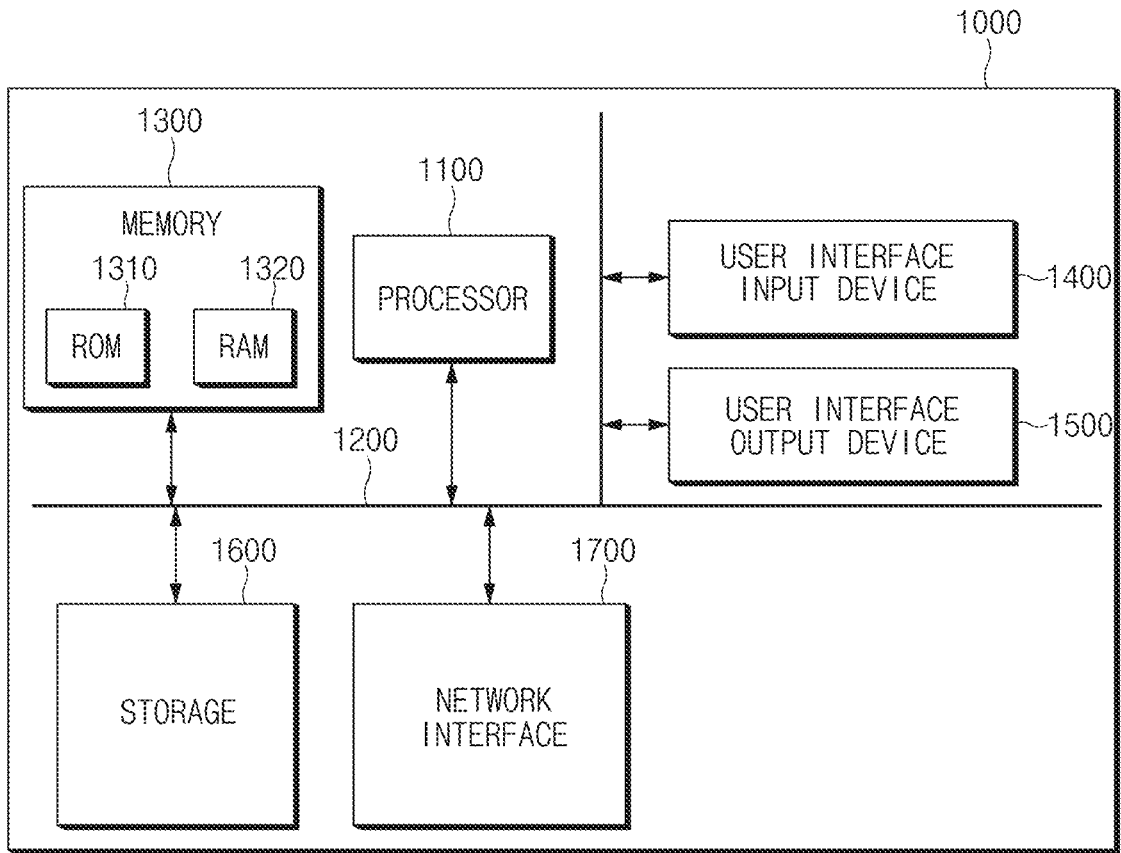 1000
1300
1100
MEMORY
1310
1320
ROM
RAM
PROCESSOR
USER INTERFACE
INPUT DEVICE
1400
USER INTERFACE
OUTPUT DEVICE
1500
1200
1600
1700
STORAGE
NETWORK
INTERFACE